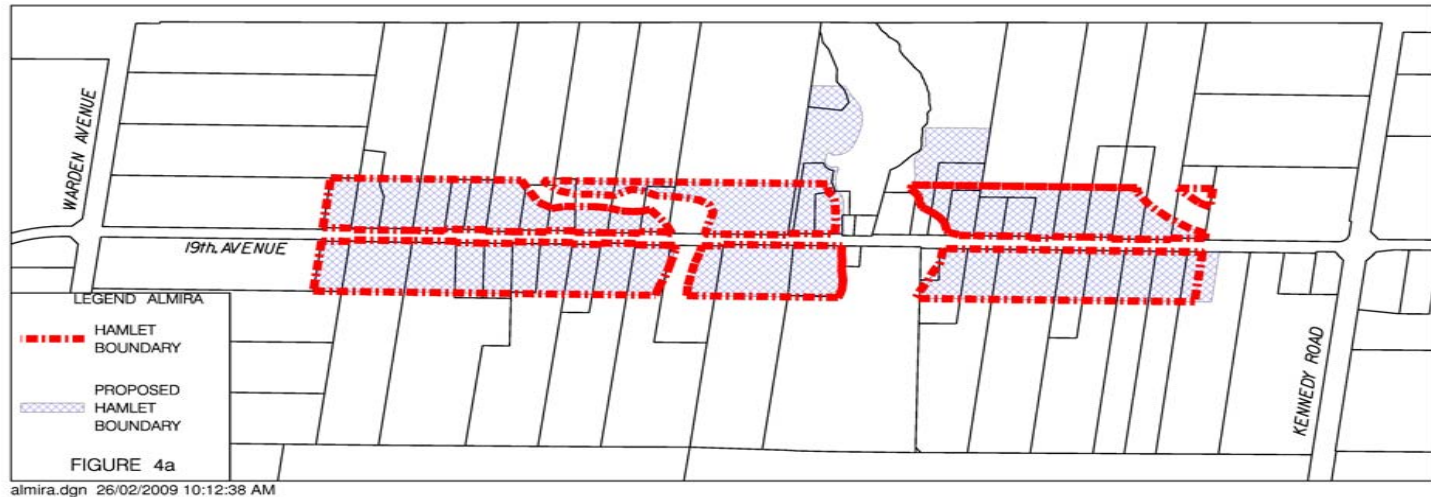 WARDEN AVENUE
19th. AVENUE
KENNEDY ROAD
LEGEND ALMIRA
HAMLET
BOUNDARY
PROPOSED
HAMLET
BOUNDARY
FIGURE 4a
almira.dgn 26/02/2009 10:12:38 AM